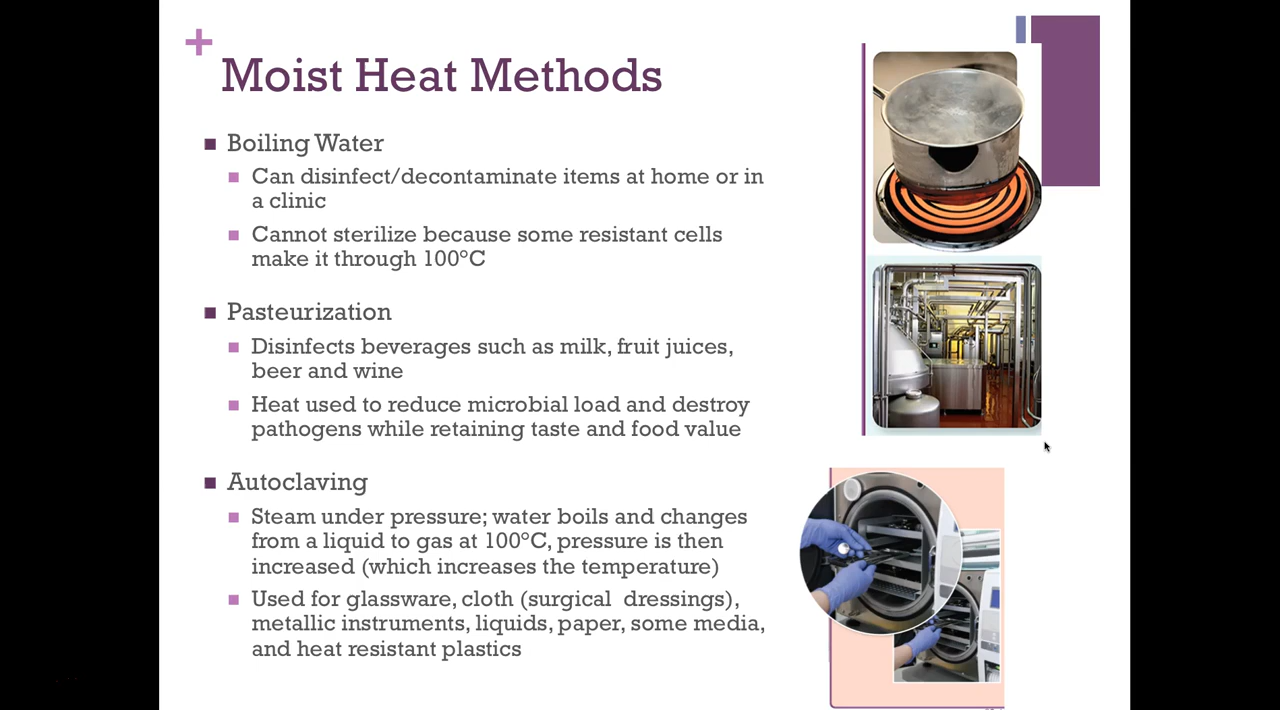 Moist Heat Methods
Boiling Water
Can disinfect/decontaminate items at home or in
a clinic
Cannot sterilize because some resistant cells
make it through 100°C
Pasteurization
Disinfects beverages such as milk, fruit juices,
beer and wine
Heat used to reduce microbial load and destroy
pathogens while retaining taste and food value
Autoclaving
Steam under pressure; water boils and changes
from a liquid to gas at 100°C, pressure is then
increased (which increases the temperature)
Used for glassware, cloth (surgical dressings),
metallic instruments, liquids, paper, some media,
and heat resistant plastics